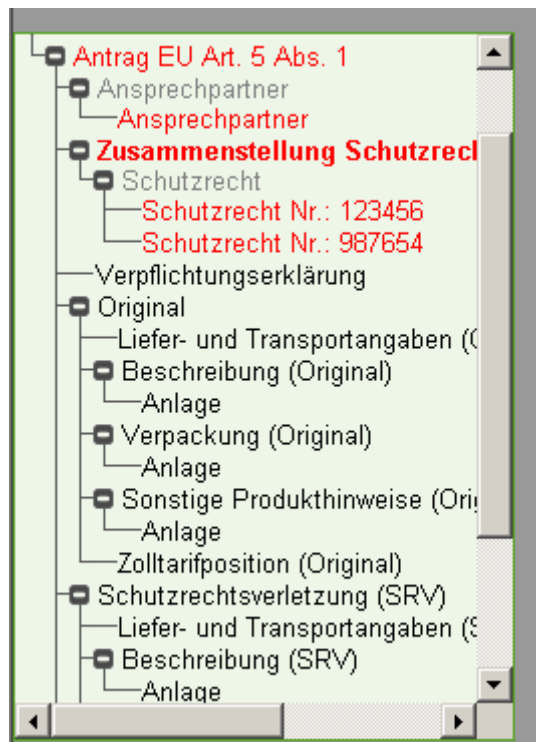 Antrag EU Art. 5 Abs. 1
Ansprechpartner
Ansprechpartner
Zusammenstellung
Schutzrecht
Schutzrecht Nr.: 123456
Schutzrecht Nr.: 987654
Verpflichtungserklärung
Original
Liefer- und Transportangaben
Beschreibung (Original)
Anlage
Verpackung (Original)
Anlage
Sonstige Produkthinweise
Anlage
Zolltarifposition (Original)
Schutzrechtsverletzung (SRV)
Liefer- und Transportangaben
Beschreibung (SRV)
Anlage